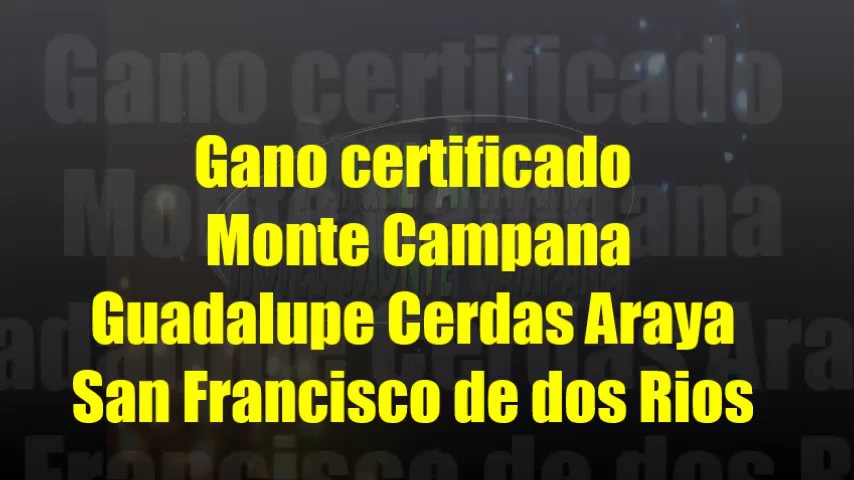 Gano certificado
Monte Campana
Guadalupe Cerdas Araya
San Francisco de dos Rios